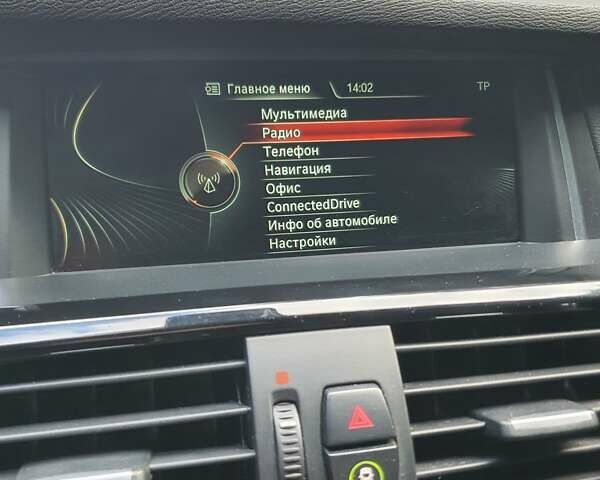 Главное меню 14:02 TP
Мультимедиа
Радио
Телефон
Навигация
Офис
ConnectedDrive
Инфо об автомобиле
Настройки